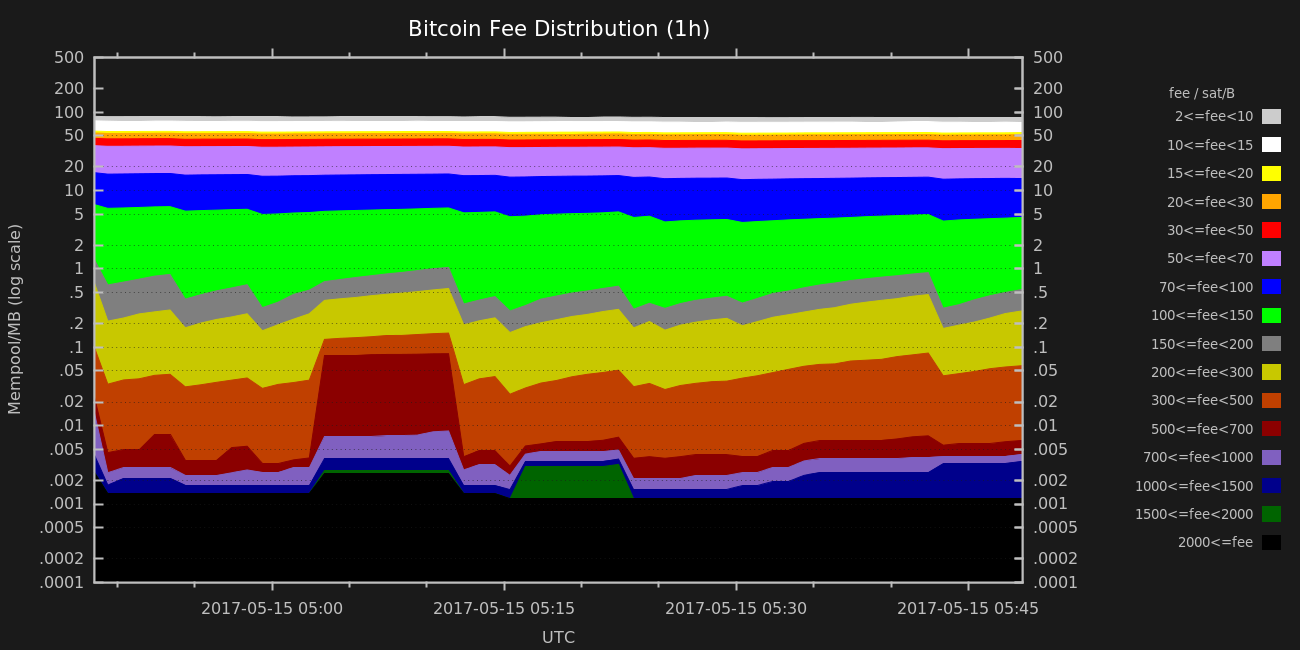 Bitcoin Fee Distribution (1h)
Mempool/MB (log scale)
500
200
100
50
20
10
5
2
1
.5
.2
.1
.05
.02
.01
.005
.002
.001
.0005
.0002
.0001
500
200
100
50
20
10
5
2
1
.5
.2
.1
.05
.02
.01
.005
.002
.001
.0005
.0002
.0001
2017-05-15 05:00
2017-05-15 05:15
2017-05-15 05:30
2017-05-15 05:45
UTC
fee / sat/B
2<=fee<10
10<=fee<15
15<=fee<20
20<=fee<30
30<=fee<50
50<=fee<70
70<=fee<100
100<=fee<150
150<=fee<200
200<=fee<300
300<=fee<500
500<=fee<700
700<=fee<1000
1000<=fee<1500
1500<=fee<2000
2000<=fee